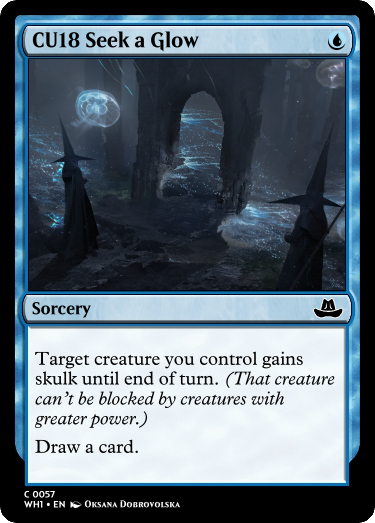 CU18 Seek a Glow
Sorcery
Target creature you control gains
skulk until end of turn. (That creature
can't be blocked by creatures with
greater power.)
Draw a card.
C 0057
WH1 • EN Oksana Dobrovolska